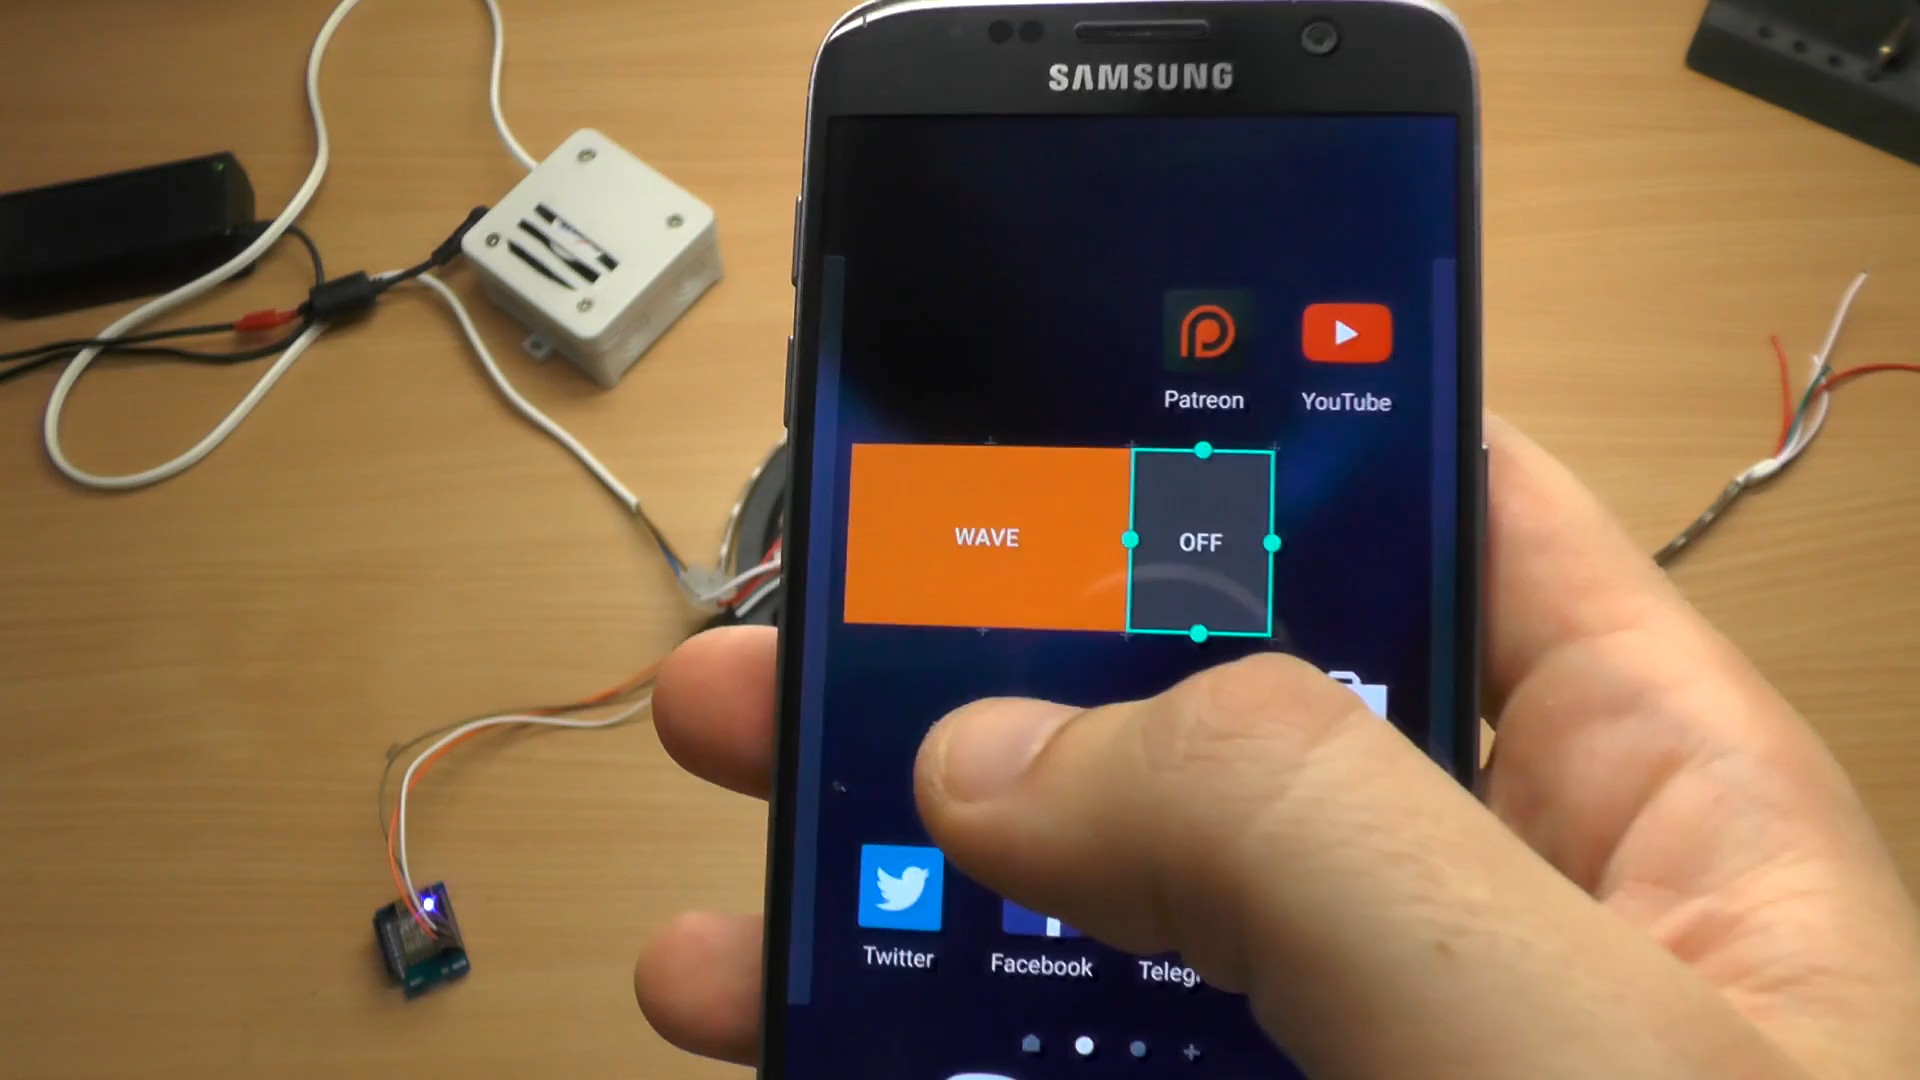 SAMSUNG
Patreon
YouTube
WAVE
OFF
Twitter
Facebook